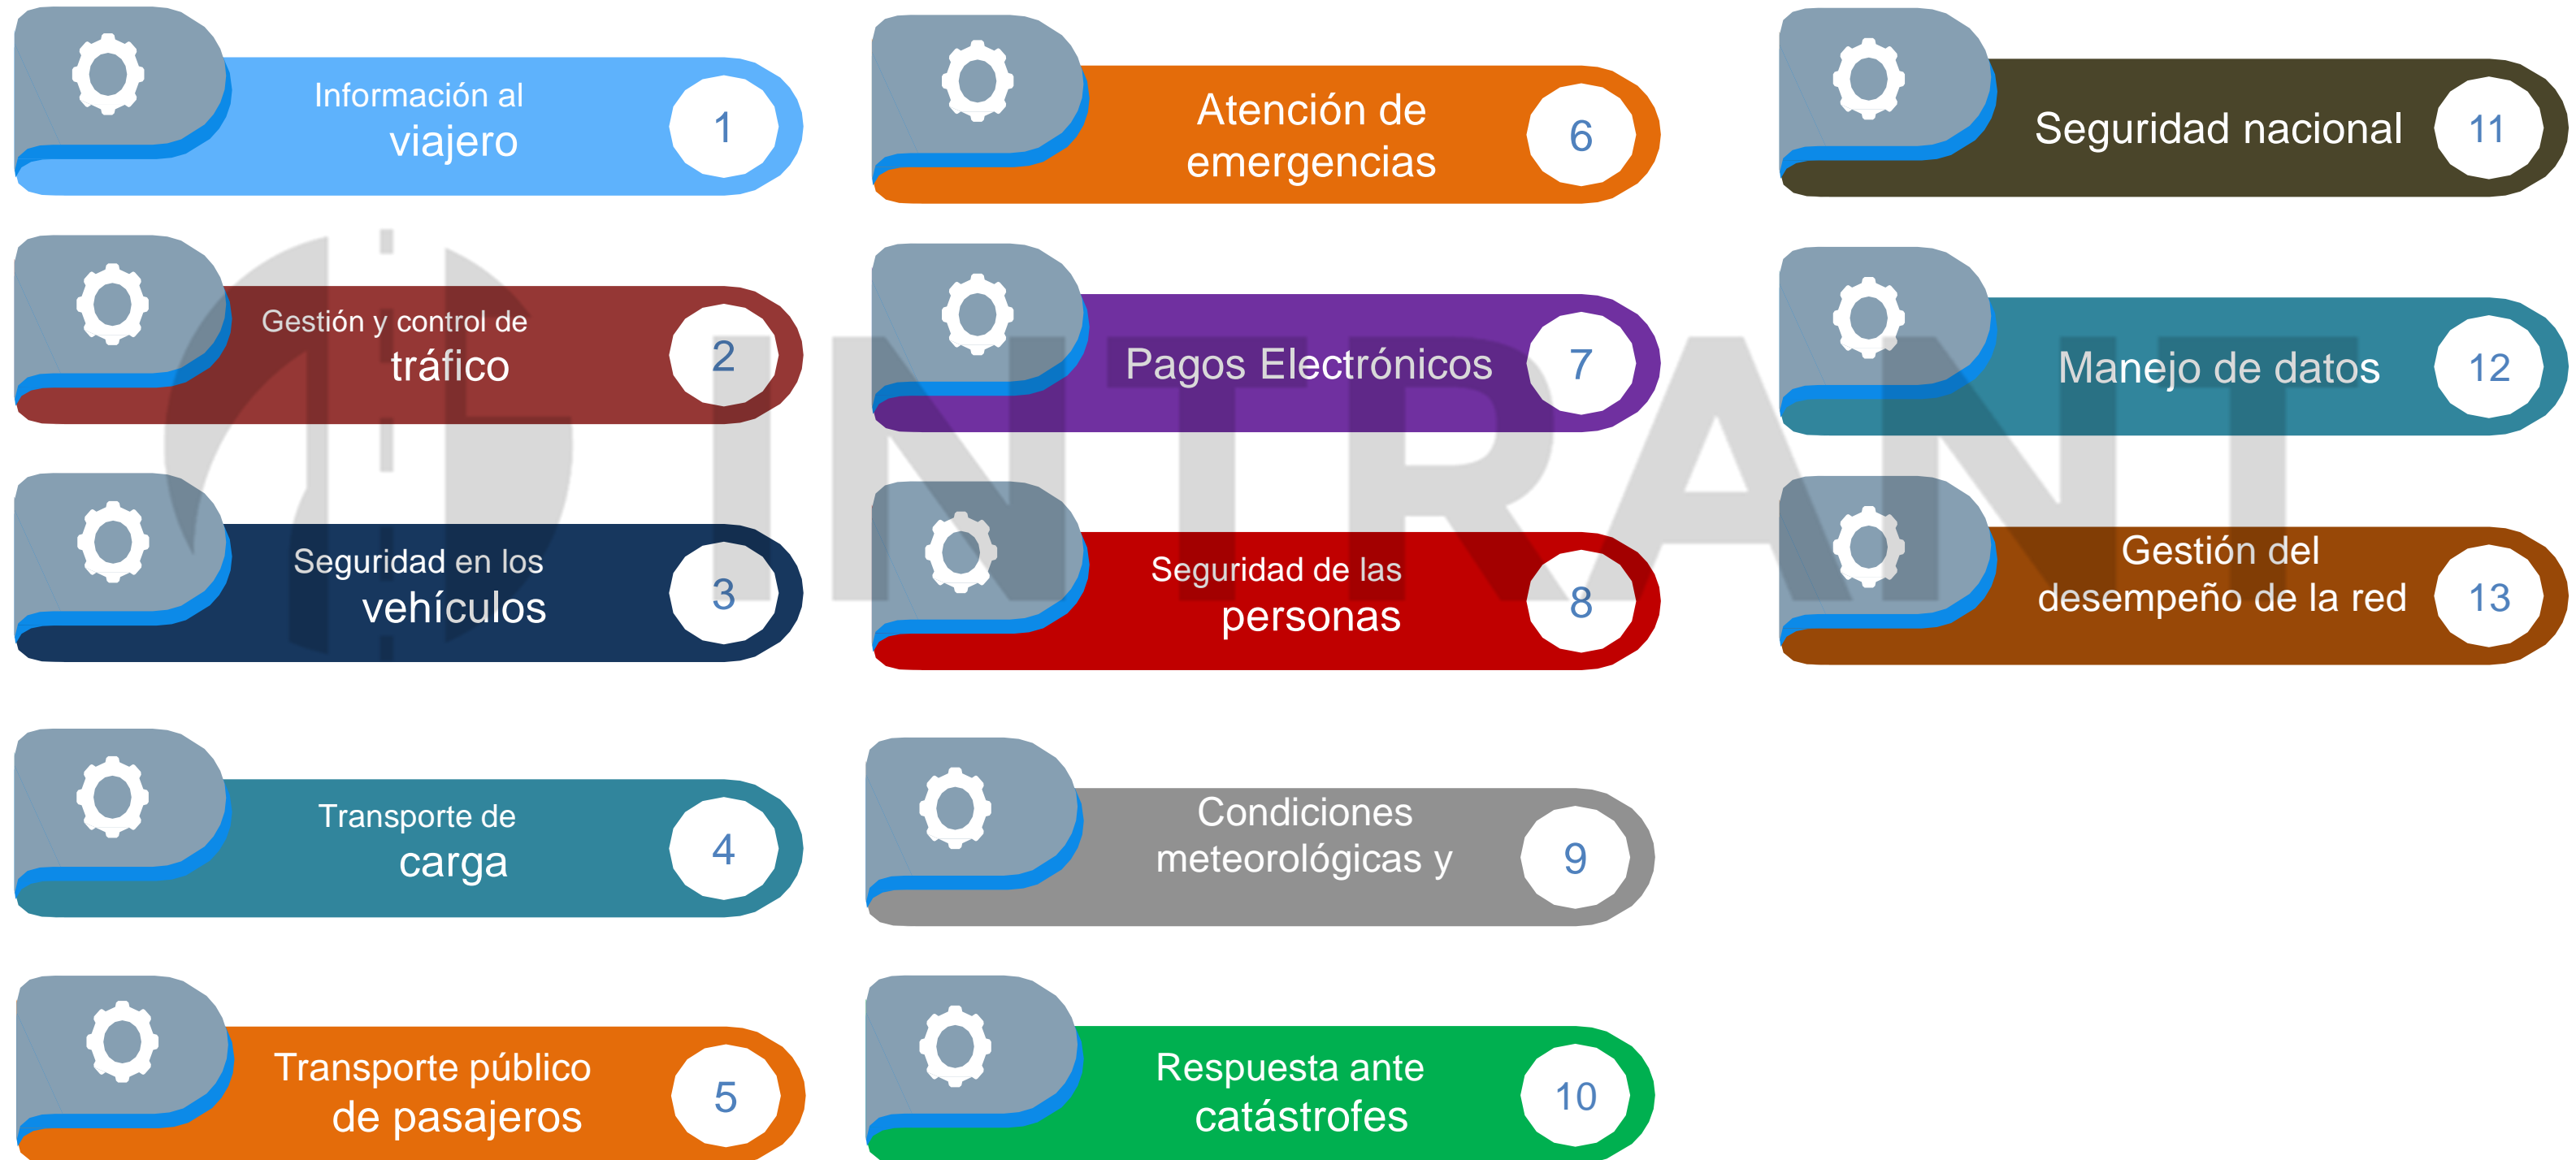 Información al
viajero
1
Gestión y control de
tráfico
2
Seguridad en los
vehículos
3
Transporte de
carga
4
Transporte público
de pasajeros
5
Atención de
emergencias
6
Pagos Electrónicos
7
Seguridad de las
personas
8
Condiciones
meteorológicas y
9
Respuesta ante
catástrofes
10
Seguridad nacional
11
Manejo de datos
12
Gestión del
desempeño de la red
13
INTRANT